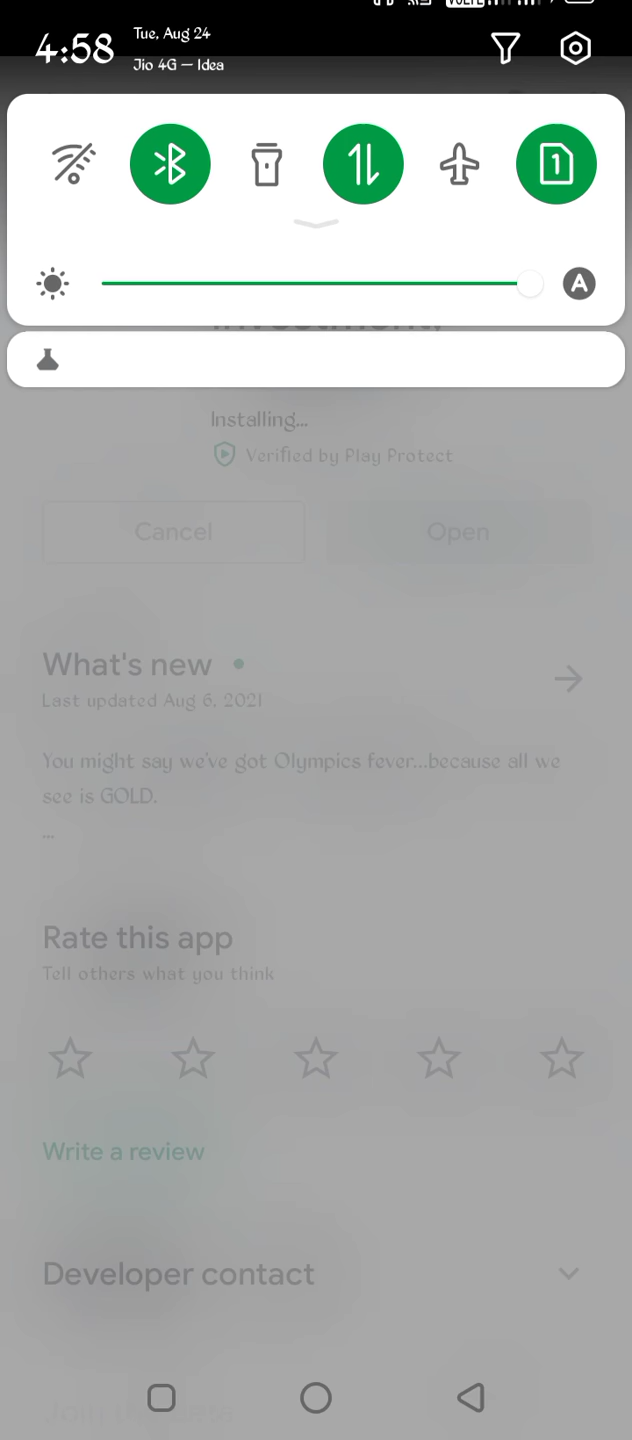 4:58
Tue, Aug 24
Jio 4G — Idea
1
A
Installing...
Verified by Play Protect
Cancel
Open
What's new
Last updated Aug 6, 2021
You might say we've got Olympics fever...because all we
see is GOLD.
...
Rate this app
Tell others what you think
Write a review
Developer contact